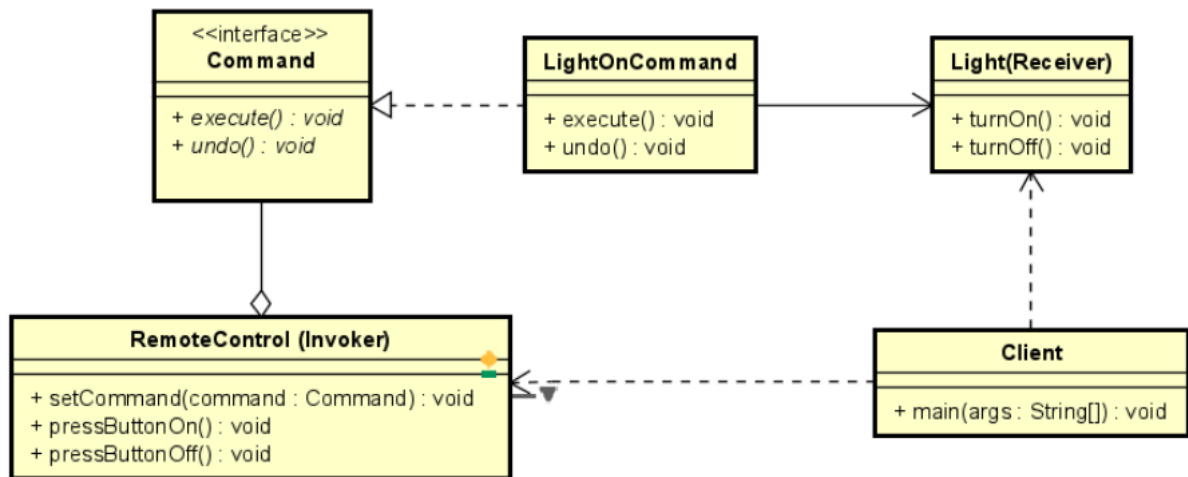 <<interface>>
Command
+ execute() : void
+ undo() : void
LightOnCommand
+ execute() : void
+ undo() : void
Light(Receiver)
+ turnOn() : void
+ turnOff() : void
RemoteControl (Invoker)
+ setCommand(command : Command) : void
+ pressButtonOn() : void
+ pressButtonOff() : void
Client
+ main(args : String[]) : void